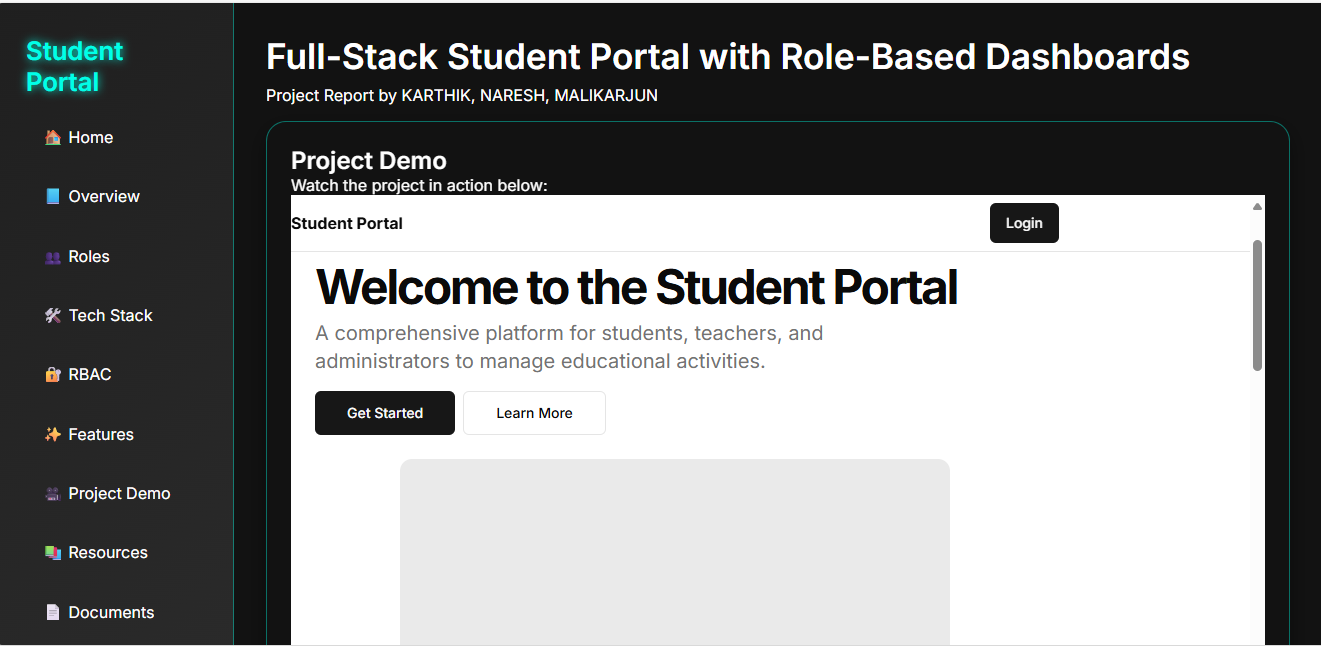 Student
Portal
Home
Overview
Roles
Tech Stack
RBAC
Features
Project Demo
Resources
Documents
Full-Stack Student Portal with Role-Based Dashboards
Project Report by KARTHIK, NARESH, MALIKARJUN
Project Demo
Watch the project in action below:
Student Portal
Login
Welcome to the Student Portal
A comprehensive platform for students, teachers, and
administrators to manage educational activities.
Get Started
Learn More